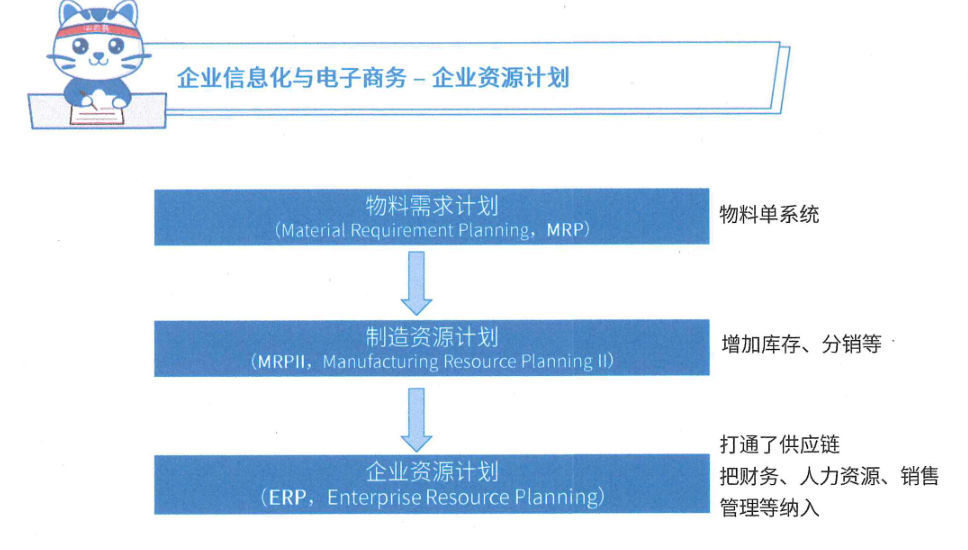 企业信息化与电子商务 – 企业资源计划
物料需求计划
（Material Requirement Planning，MRP）
物料单系统
制造资源计划
（MRPII，Manufacturing Resource Planning II）
增加库存、分销等
企业资源计划
（ERP，Enterprise Resource Planning）
打通了供应链
把财务、人力资源、销售
管理等纳入